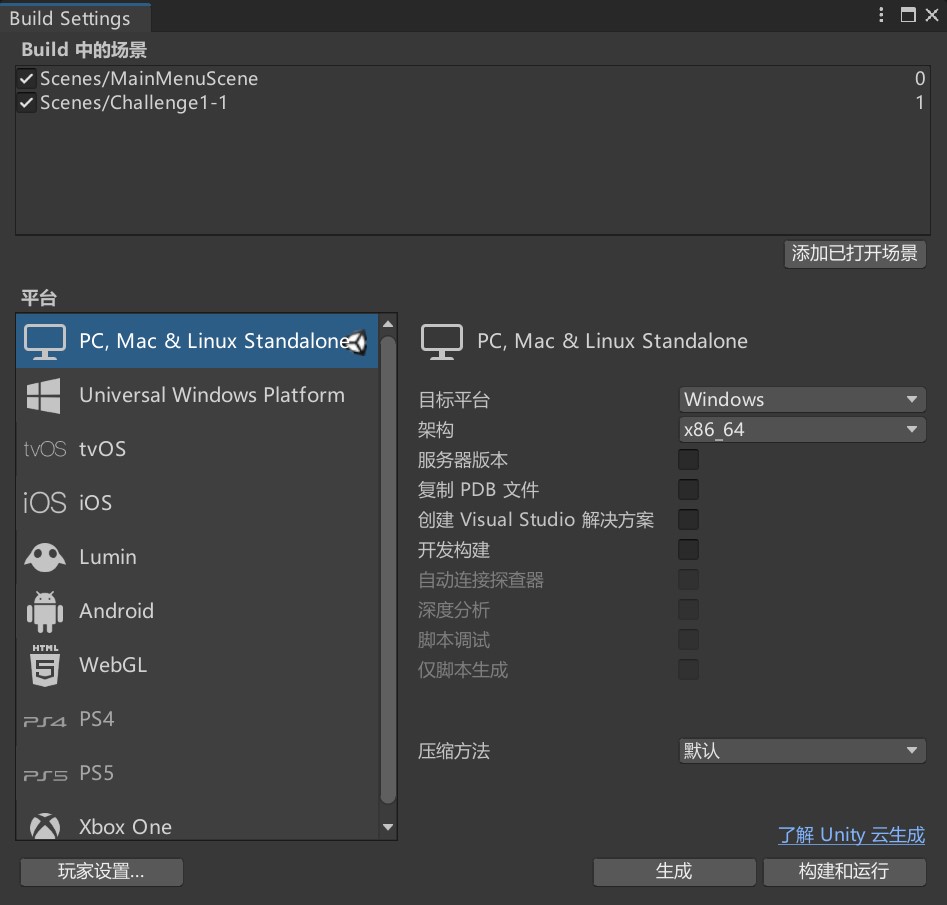 Build Settings
Build 中的场景
Scenes/MainMenuScene 0
Scenes/Challenge1-1 1
添加已打开场景
平台
PC, Mac & Linux Standalone
Universal Windows Platform
tvOS tvOS
iOS iOS
Lumin
Android
HTML 5 WebGL
PS4 PS4
PS5 PS5
Xbox One
PC, Mac & Linux Standalone
目标平台 Windows
架构 x86_64
服务器版本
复制 PDB 文件
创建 Visual Studio 解决方案
开发构建
自动连接探查器
深度分析
脚本调试
仅脚本生成
压缩方法 默认
了解 Unity 云生成
玩家设置... 生成 构建和运行